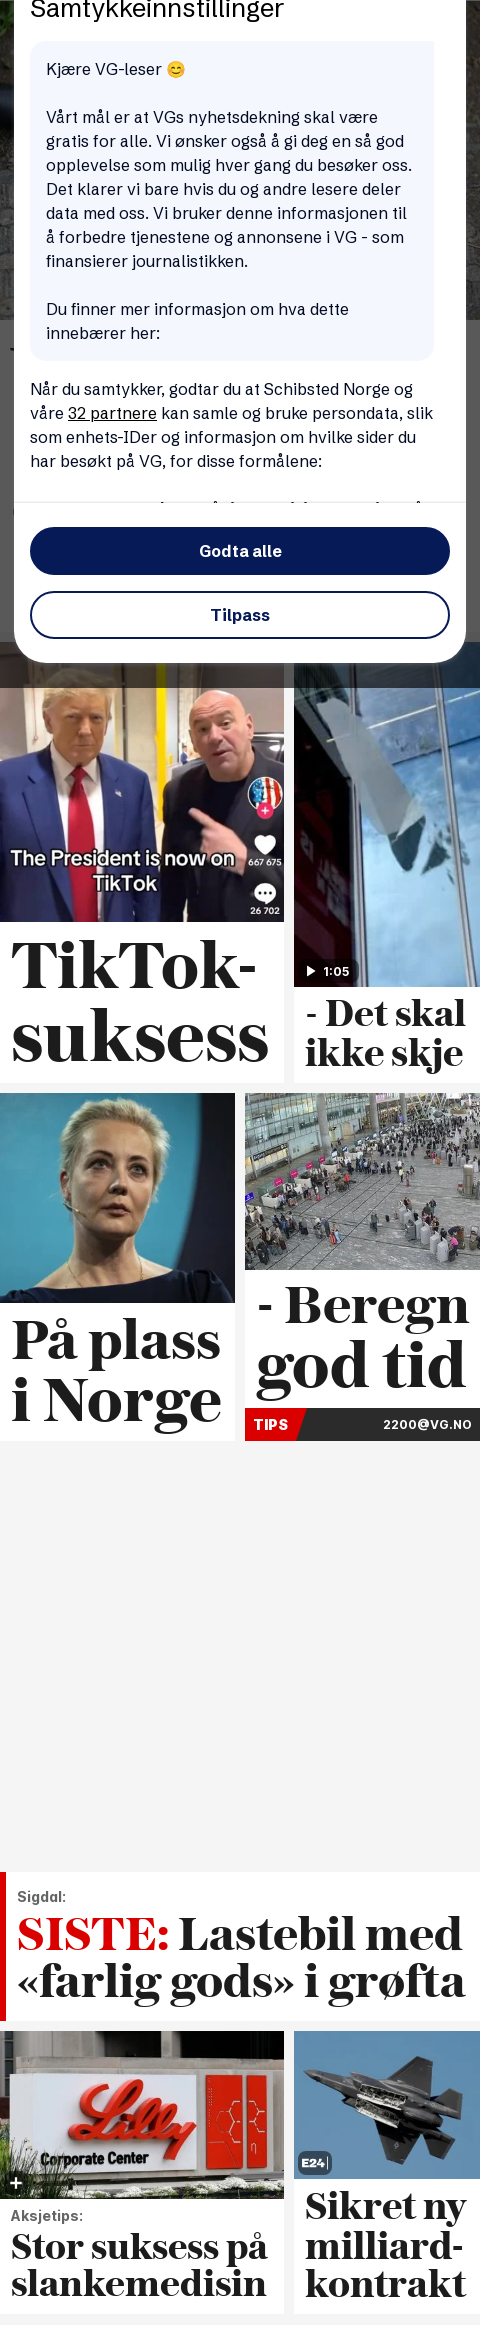 Samtykkeinnstillinger
Kjære VG-leser 😊
Vårt mål er at VGs nyhetsdekning skal være
gratis for alle. Vi ønsker også å gi deg en så god
opplevelse som mulig hver gang du besøker oss.
Det klarer vi bare hvis du og andre lesere deler
data med oss. Vi bruker denne informasjonen til
å forbedre tjenestene og annonsene i VG - som
finansierer journalistikken.
Du finner mer informasjon om hva dette
innebærer her:
Når du samtykker, godtar du at Schibsted Norge og
våre 32 partnere kan samle og bruke persondata, slik
som enhets-IDer og informasjon om hvilke sider du
har besøkt på VG, for disse formålene:
Godta alle
Tilpass
The President is now on
TikTok
667 675
26 702
TikTok-
suksess
1:05
- Det skal
ikke skje
På plass
i Norge
- Beregn
god tid
TIPS
2200@VG.NO
Sigdal:
SISTE: Lastebil med
«farlig gods» i grøfta
Lilly
Corporate Center
+
Aksjetips:
Stor suksess på
slankemedisin
E24
Sikret ny
milliard-
kontrakt